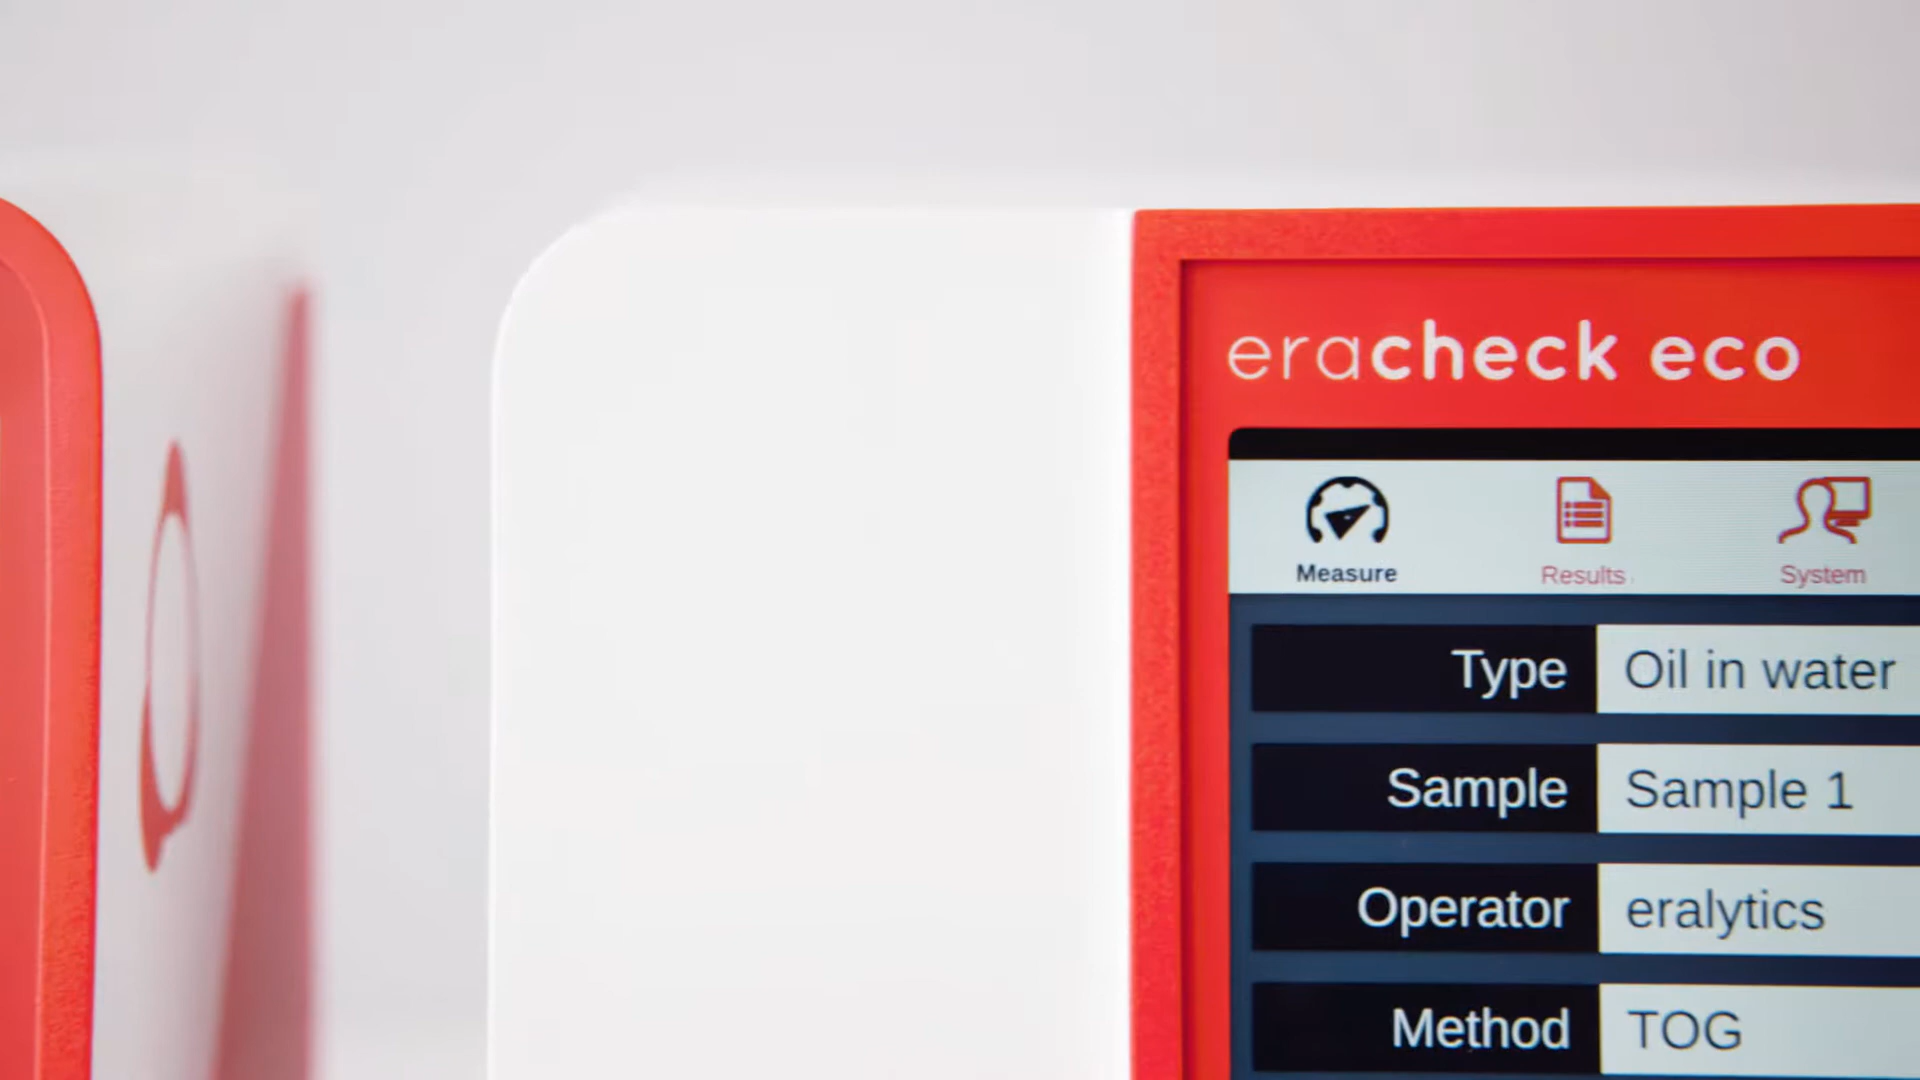 eracheck eco
Measure Results System
Type Oil in water
Sample Sample 1
Operator eralytics
Method TOG